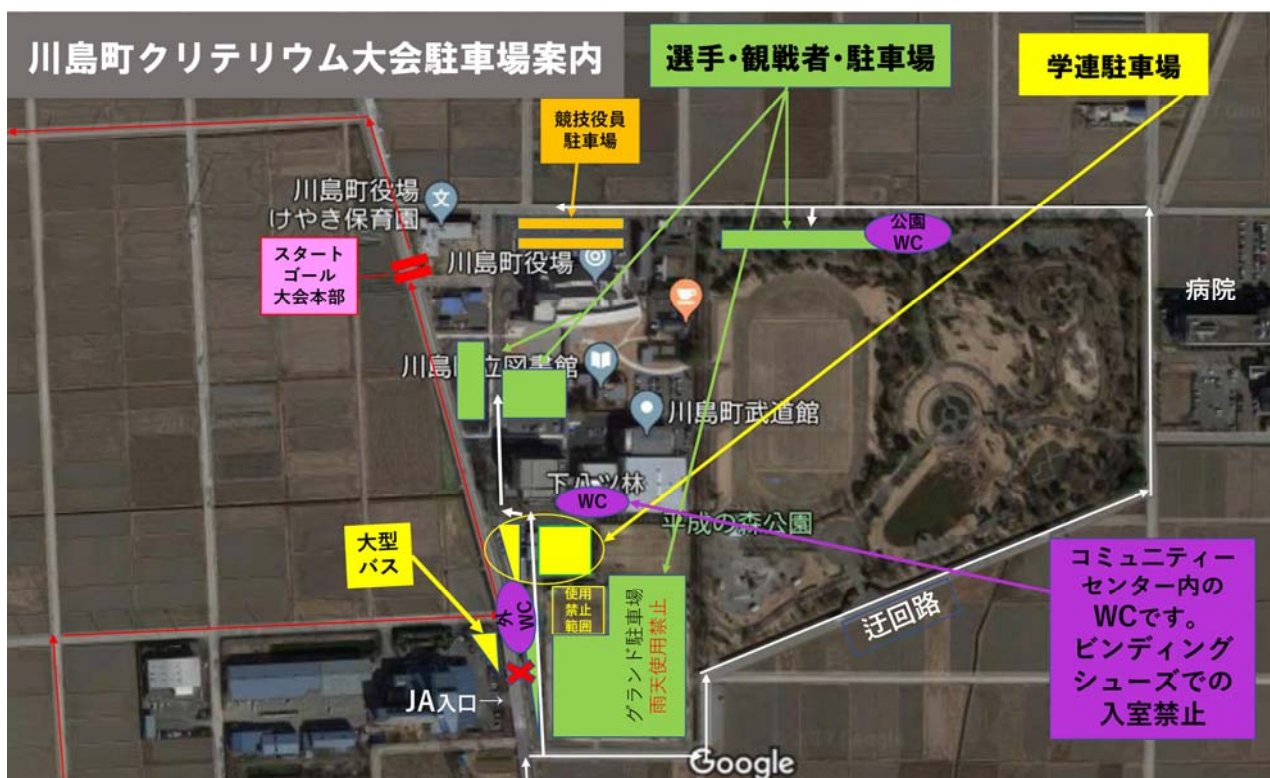 川島町クリテリウム大会駐車場案内
選手・観戦者・駐車場
学連駐車場
競技役員
駐車場
川島町役場
けやき保育園
公園
WC
スタート
ゴール
大会本部
川島町役場
病院
川島町立図書館
川島町武道館
下八ツ林
WC
平成の森公園
大型
バス
外
WC
使用
禁止
範囲
グランド駐車場
雨天使用禁止
迂回路
コミュニティー
センター内の
WCです。
ビンディング
シューズでの
入室禁止
JA入口→
Google